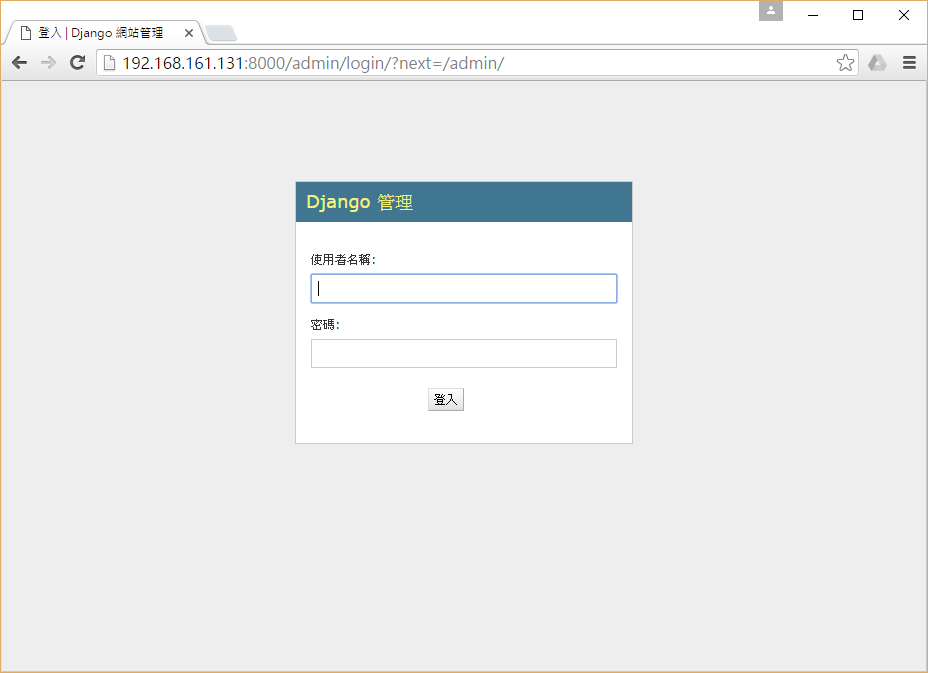 登入 | Django 網站管理
192.168.161.131:8000/admin/login/?next=/admin/
Django 管理
使用者名稱:
密碼:
登入